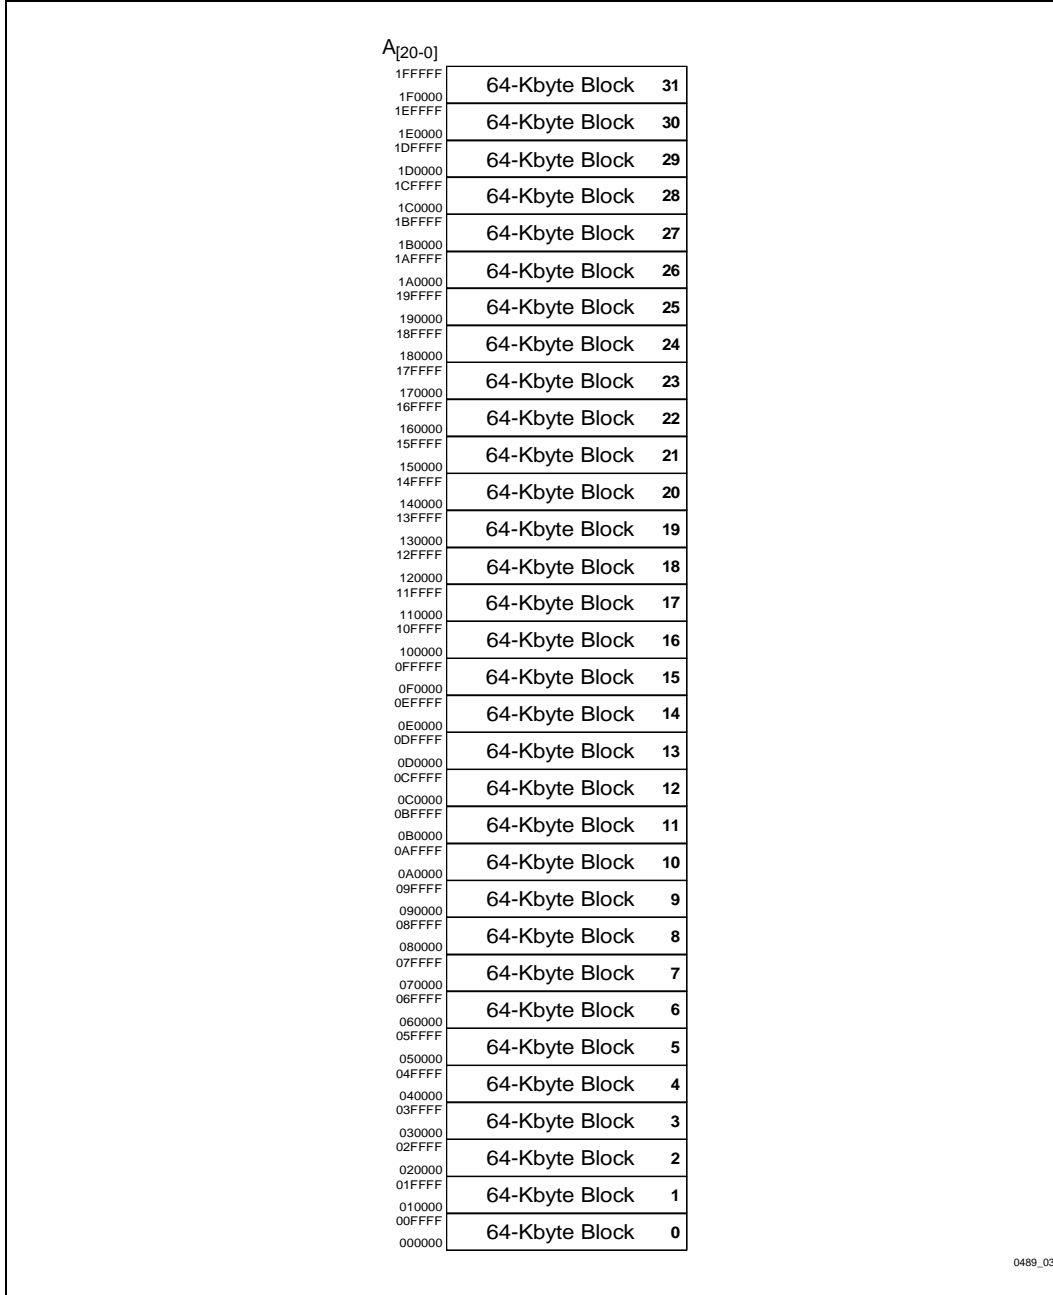 A[20-0]
1FFFFF
64-Kbyte Block 31
1F0000
1EFFFF
64-Kbyte Block 30
1E0000
1DFFFF
64-Kbyte Block 29
1D0000
1CFFFF
64-Kbyte Block 28
1C0000
1BFFFF
64-Kbyte Block 27
1B0000
1AFFFF
64-Kbyte Block 26
1A0000
19FFFF
64-Kbyte Block 25
190000
18FFFF
64-Kbyte Block 24
180000
17FFFF
64-Kbyte Block 23
170000
16FFFF
64-Kbyte Block 22
160000
15FFFF
64-Kbyte Block 21
150000
14FFFF
64-Kbyte Block 20
140000
13FFFF
64-Kbyte Block 19
130000
12FFFF
64-Kbyte Block 18
120000
11FFFF
64-Kbyte Block 17
110000
10FFFF
64-Kbyte Block 16
100000
0FFFFF
64-Kbyte Block 15
0F0000
0EFFFF
64-Kbyte Block 14
0E0000
0DFFFF
64-Kbyte Block 13
0D0000
0CFFFF
64-Kbyte Block 12
0C0000
0BFFFF
64-Kbyte Block 11
0B0000
0AFFFF
64-Kbyte Block 10
0A0000
09FFFF
64-Kbyte Block 9
090000
08FFFF
64-Kbyte Block 8
080000
07FFFF
64-Kbyte Block 7
070000
06FFFF
64-Kbyte Block 6
060000
05FFFF
64-Kbyte Block 5
050000
04FFFF
64-Kbyte Block 4
040000
03FFFF
64-Kbyte Block 3
030000
02FFFF
64-Kbyte Block 2
020000
01FFFF
64-Kbyte Block 1
010000
00FFFF
64-Kbyte Block 0
000000
0489_03